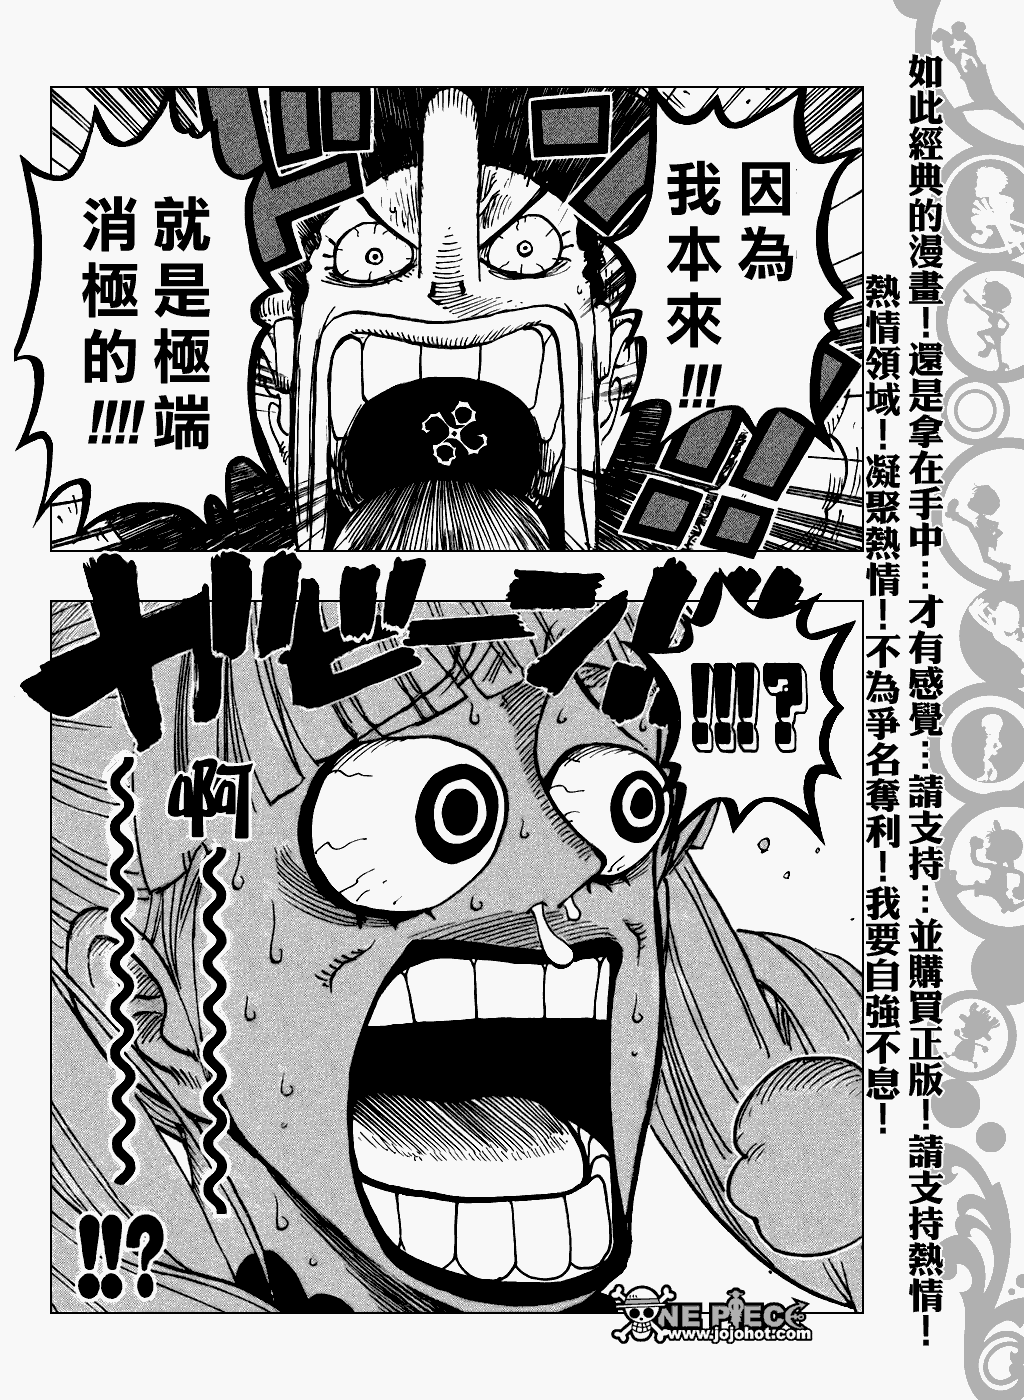 因為
我本來!!!
就是極端
消極的!!!!
ガビーン
!!!?
啊
!!?
如此經典的漫畫！還是拿在手中…才有感覺…請支持…並購買正版！請支持熱情！
熱情領域！凝聚熱情！不為爭名奪利！我要自強不息！
ONE PIECE
www.jojohot.com